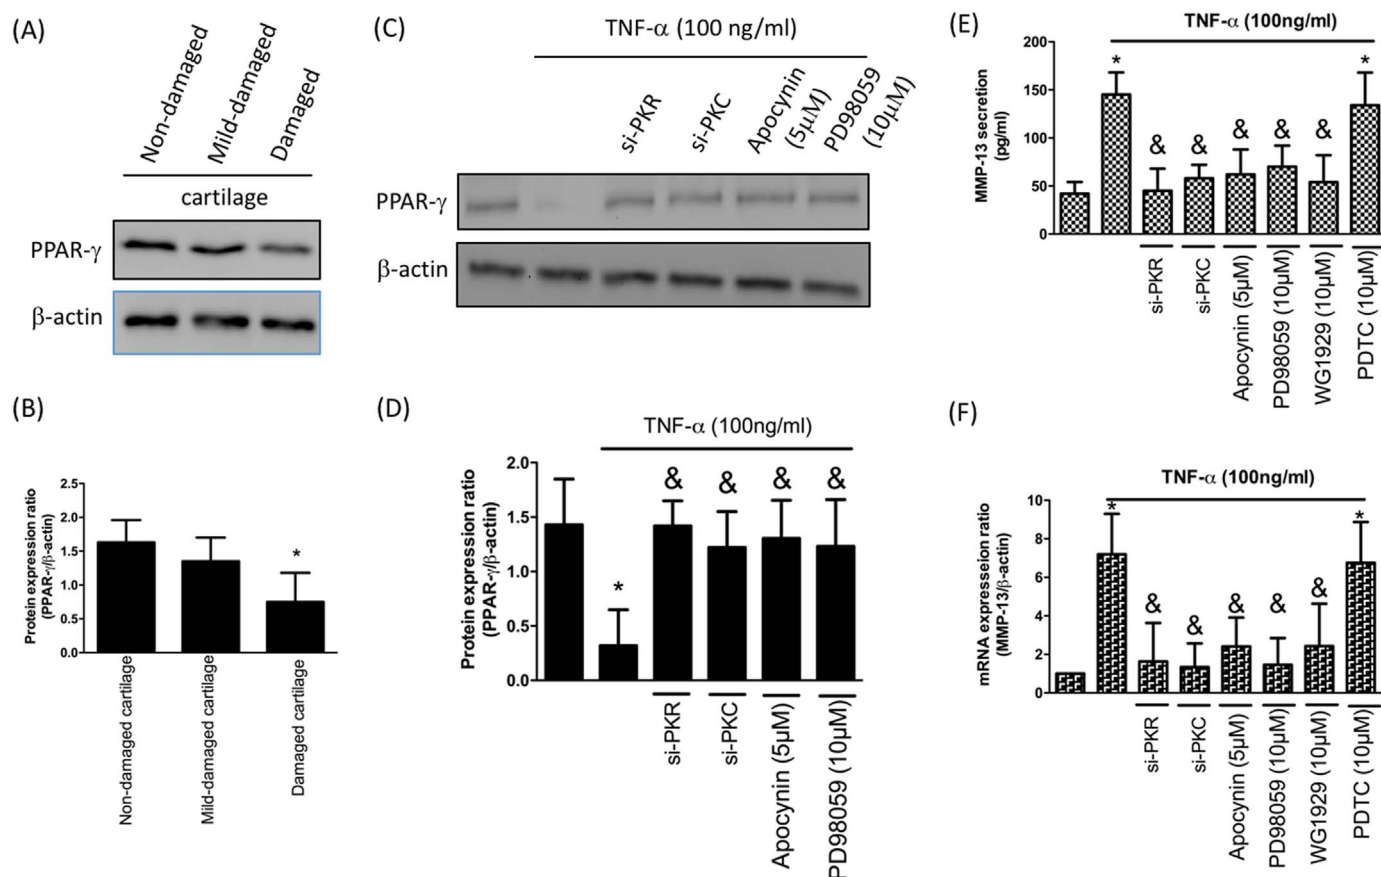 (A)
Non-damaged
Mild-damaged
Damaged
cartilage
PPAR-γ
β-actin
(B)
Protein expression ratio
(PPAR-γ/β-actin)
2.5
2.0
1.5
1.0
0.5
0.0
*
Non-damaged cartilage
Mild-damaged cartilage
Damaged cartilage
(C)
TNF-α (100 ng/ml)
si-PKR
si-PKC
Apocynin
(5μM)
PD98059
(10μM)
PPAR-γ
β-actin
(D)
TNF-α (100ng/ml)
Protein expression ratio
(PPAR-γ/β-actin)
2.0
1.5
1.0
0.5
0.0
*
& & & &
si-PKR
si-PKC
Apocynin (5μM)
PD98059 (10μM)
(E)
TNF-α (100ng/ml)
MMP-13 secretion
(pg/ml)
200
150
100
50
0
* & & & & & *
si-PKR
si-PKC
Apocynin (5μM)
PD98059 (10μM)
WG1929 (10μM)
PDTC (10μM)
(F)
TNF-α (100ng/ml)
mRNA expresseion ratio
(MMP-13/β-actin)
10
8
6
4
2
0
* & & & & & *
si-PKR
si-PKC
Apocynin (5μM)
PD98059 (10μM)
WG1929 (10μM)
PDTC (10μM)